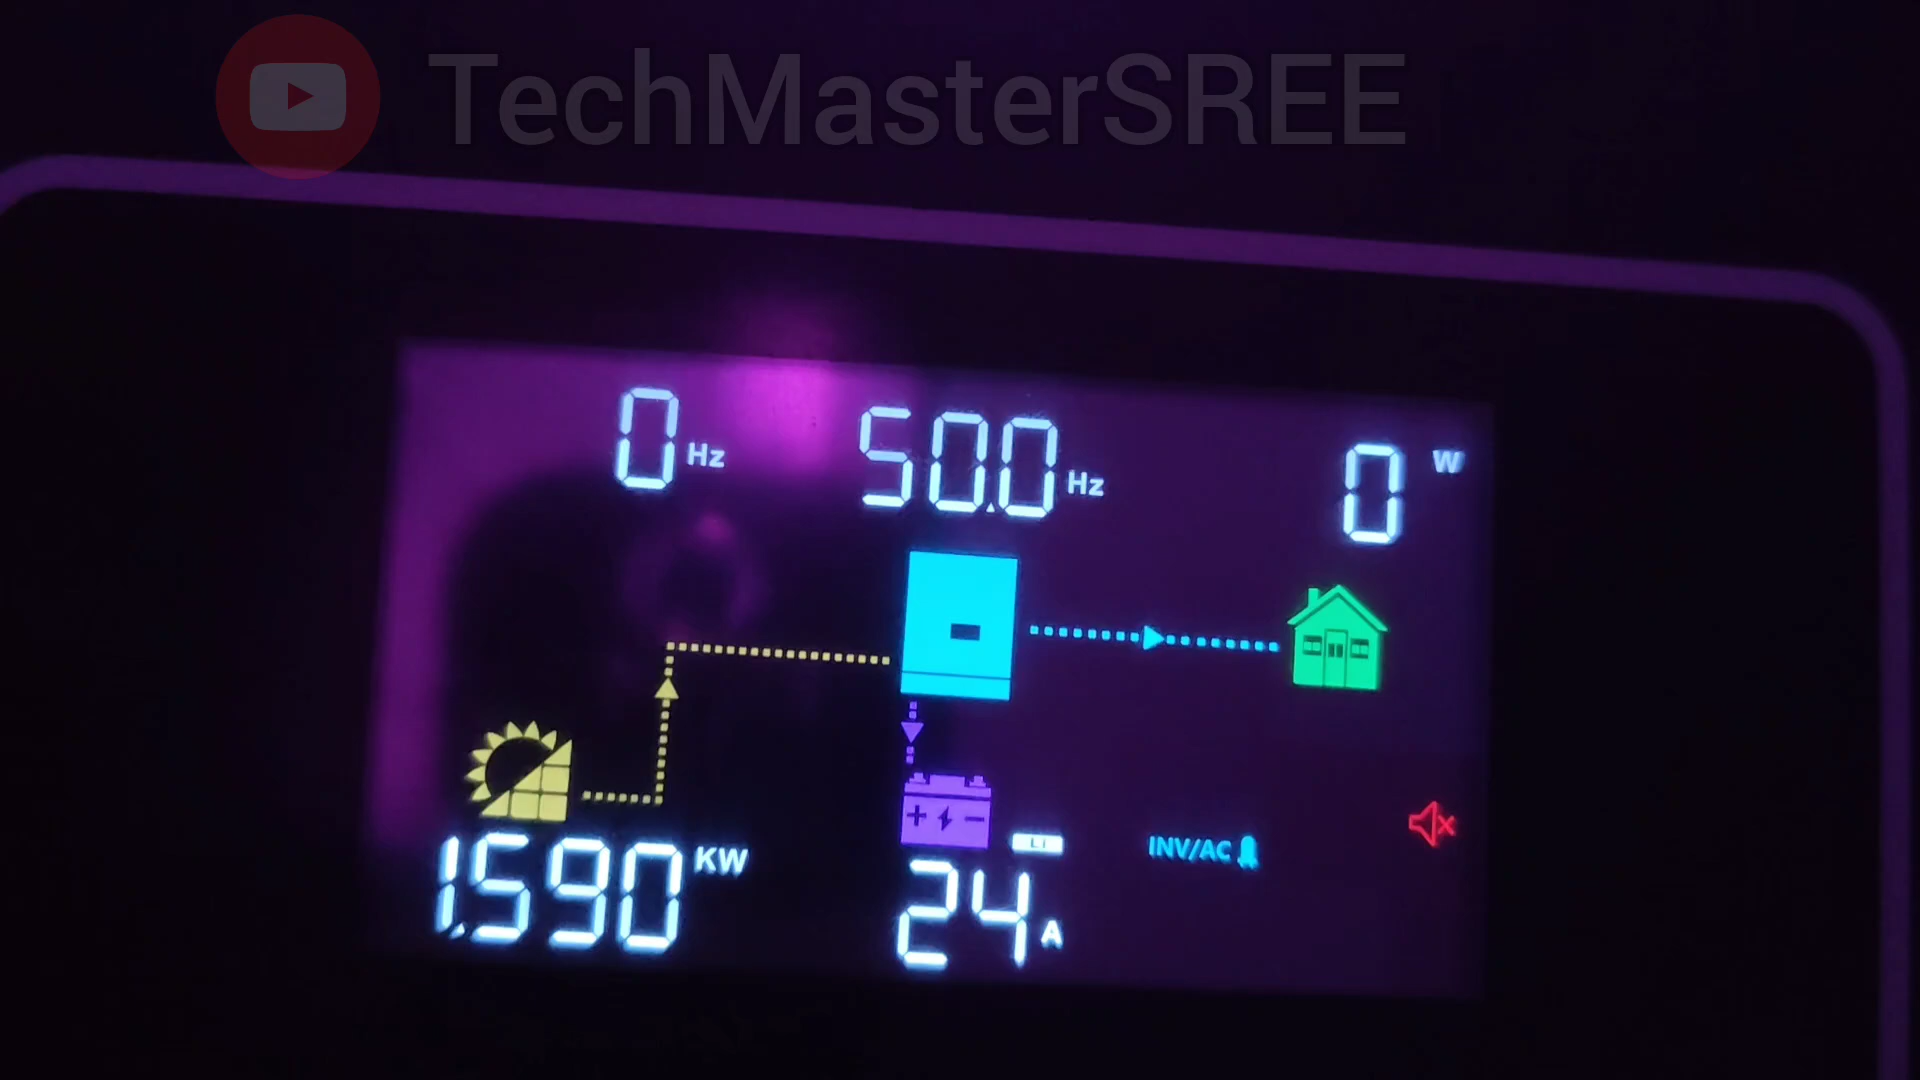 TechMasterSREE
0 Hz
50.0 Hz
0 W
1.590 KW
LI
24 A
INV/AC